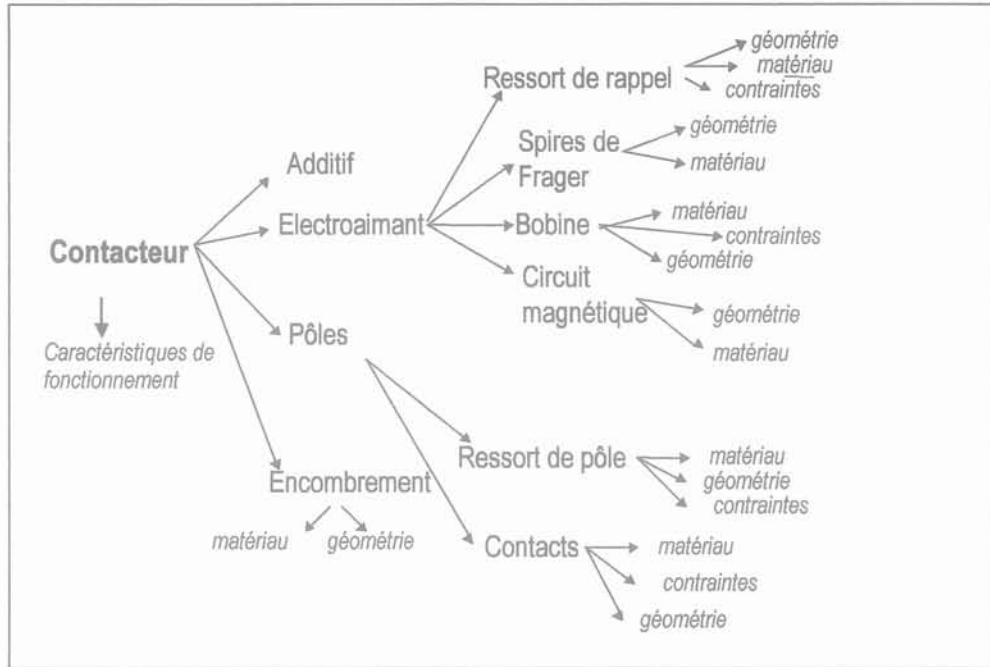 géométrie
Ressort de rappel
matériau
contraintes
géométrie
Spires de
Frager
matériau
Additif
Electroaimant
Bobine
matériau
contraintes
géométrie
Contacteur
Circuit
magnétique
géométrie
matériau
Caractéristiques de
fonctionnement
Pôles
Ressort de pôle
matériau
géométrie
contraintes
Encombrement
matériau
géométrie
Contacts
matériau
contraintes
géométrie